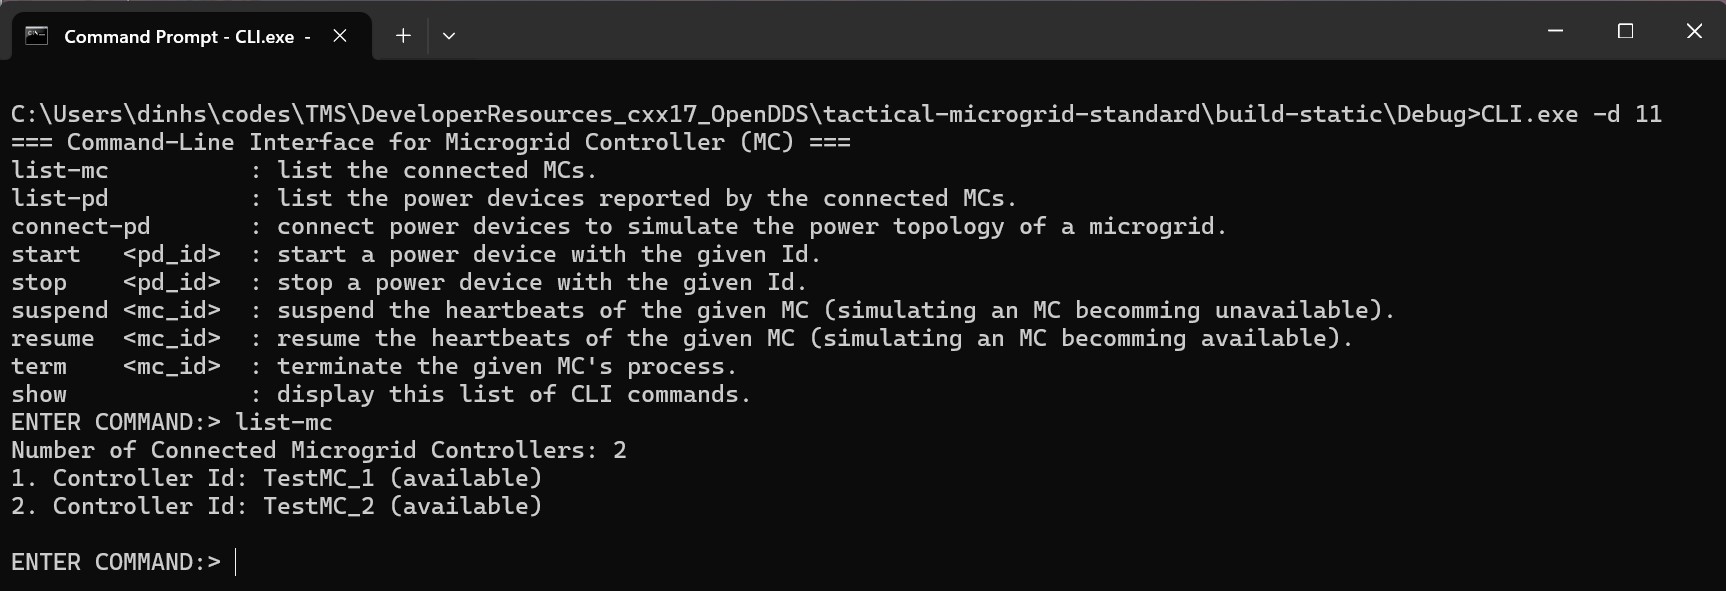 Command Prompt - CLI.exe -
C:\Users\dinhs\codes\TMS\DeveloperResources_cxx17_OpenDDS\tactical-microgrid-standard\build-static\Debug>CLI.exe -d 11
=== Command-Line Interface for Microgrid Controller (MC) ===
list-mc          : list the connected MCs.
list-pd          : list the power devices reported by the connected MCs.
connect-pd       : connect power devices to simulate the power topology of a microgrid.
start   <pd_id>  : start a power device with the given Id.
stop    <pd_id>  : stop a power device with the given Id.
suspend <mc_id>  : suspend the heartbeats of the given MC (simulating an MC becomming unavailable).
resume  <mc_id>  : resume the heartbeats of the given MC (simulating an MC becomming available).
term    <mc_id>  : terminate the given MC's process.
show             : display this list of CLI commands.
ENTER COMMAND:> list-mc
Number of Connected Microgrid Controllers: 2
1. Controller Id: TestMC_1 (available)
2. Controller Id: TestMC_2 (available)
ENTER COMMAND:>